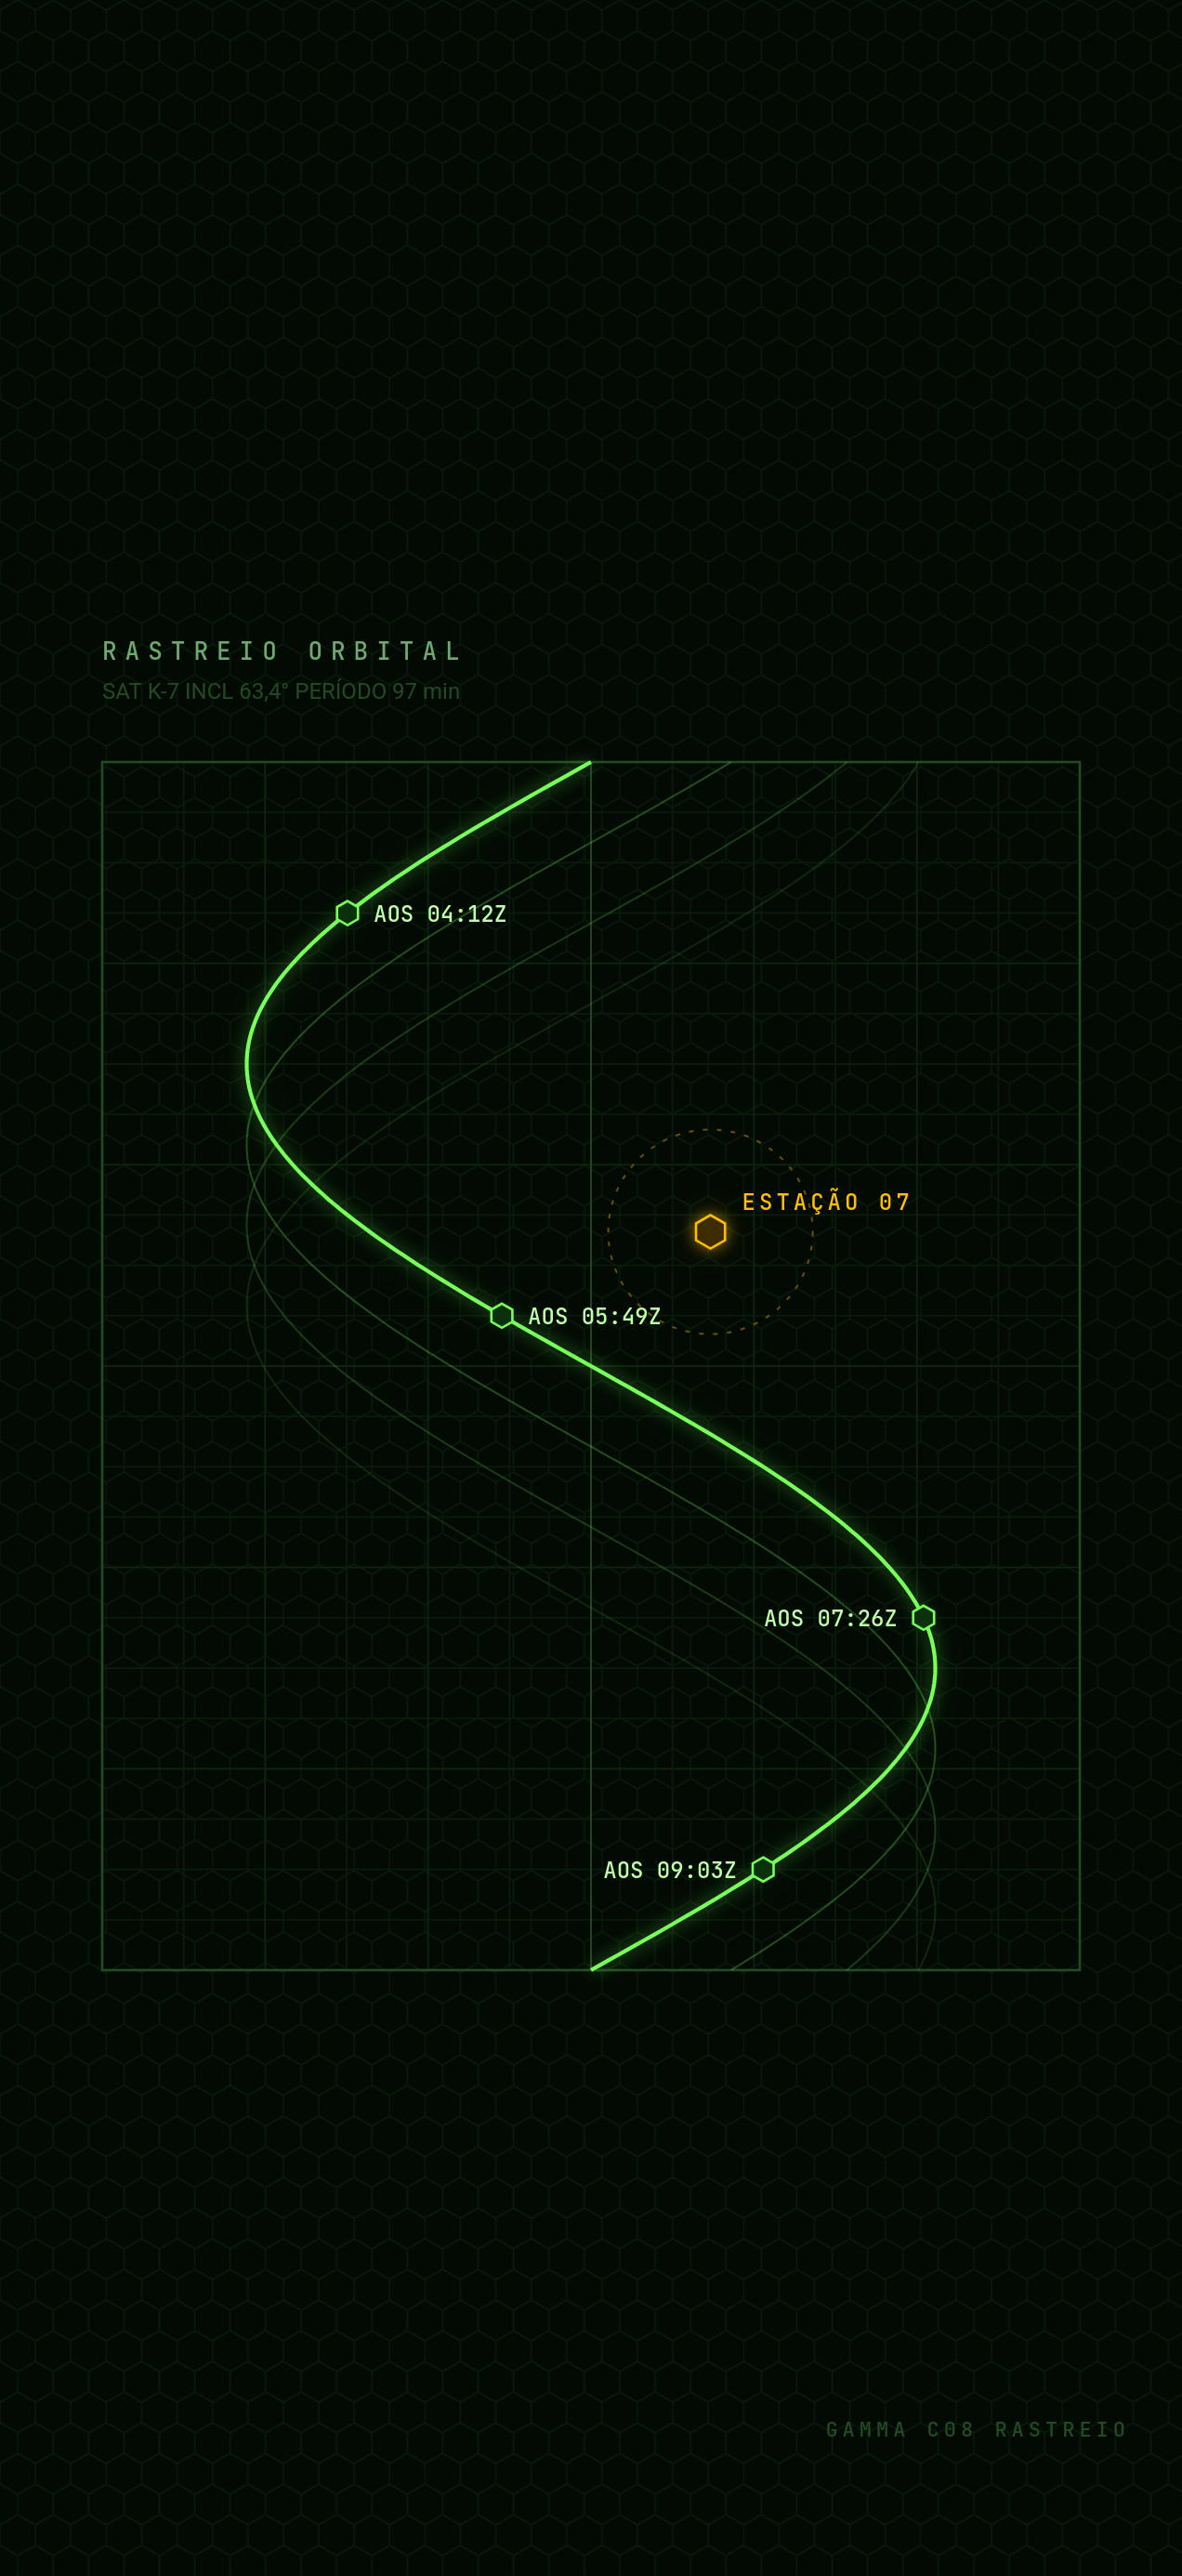 RASTREIO ORBITAL
SAT K-7 INCL 63,4° PERÍODO 97 min
AOS 04:12Z
ESTAÇÃO 07
AOS 05:49Z
AOS 07:26Z
AOS 09:03Z
GAMMA C08 RASTREIO